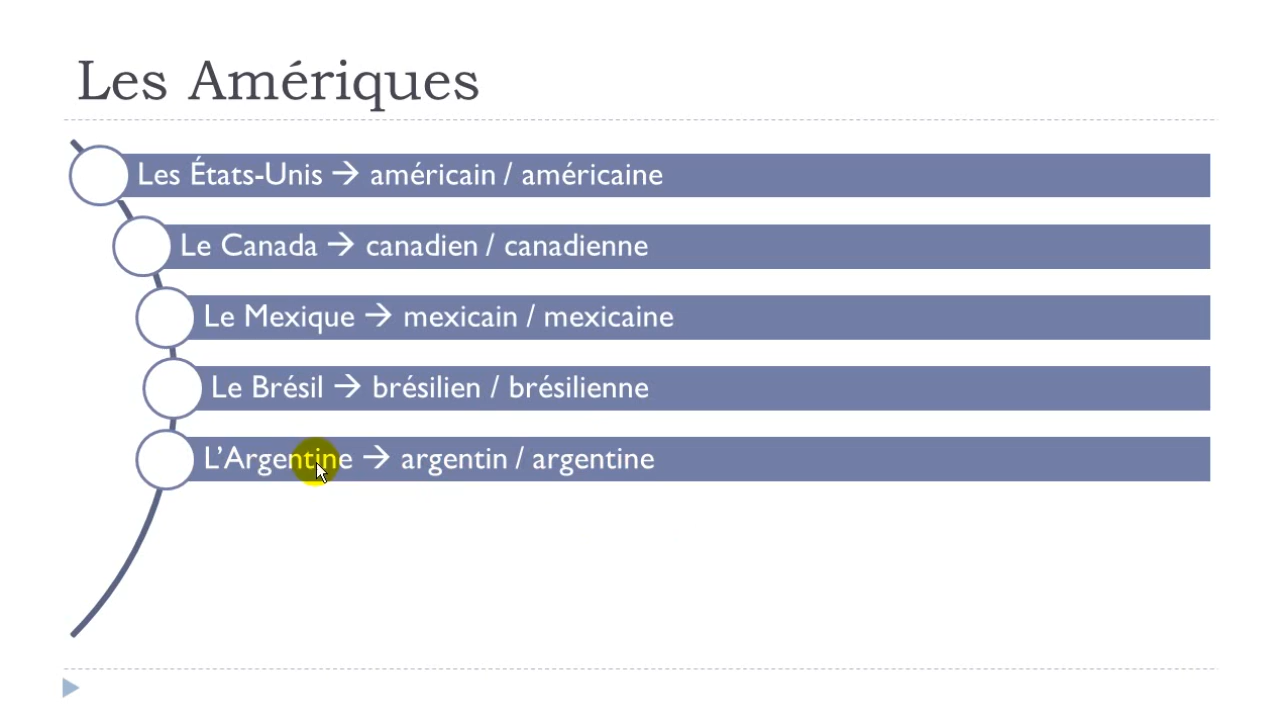 Les Amériques
Les États-Unis → américain / américaine
Le Canada → canadien / canadienne
Le Mexique → mexicain / mexicaine
Le Brésil → brésilien / brésilienne
L’Argentine → argentin / argentine